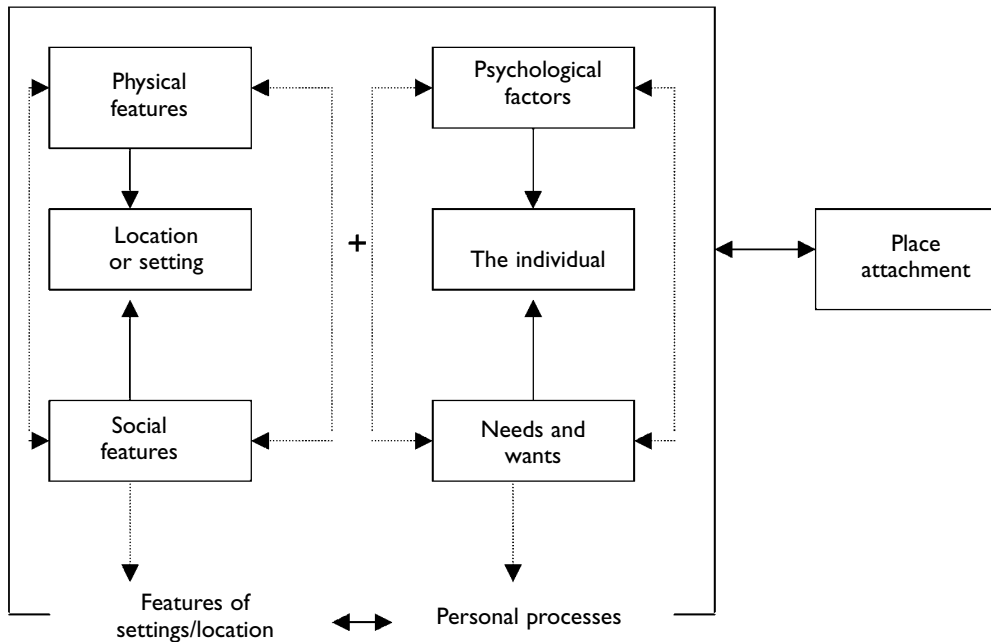 Physical
features
Psychological
factors
Location
or setting
+
The individual
Place
attachment
Social
features
Needs and
wants
Features of
settings/location
Personal processes